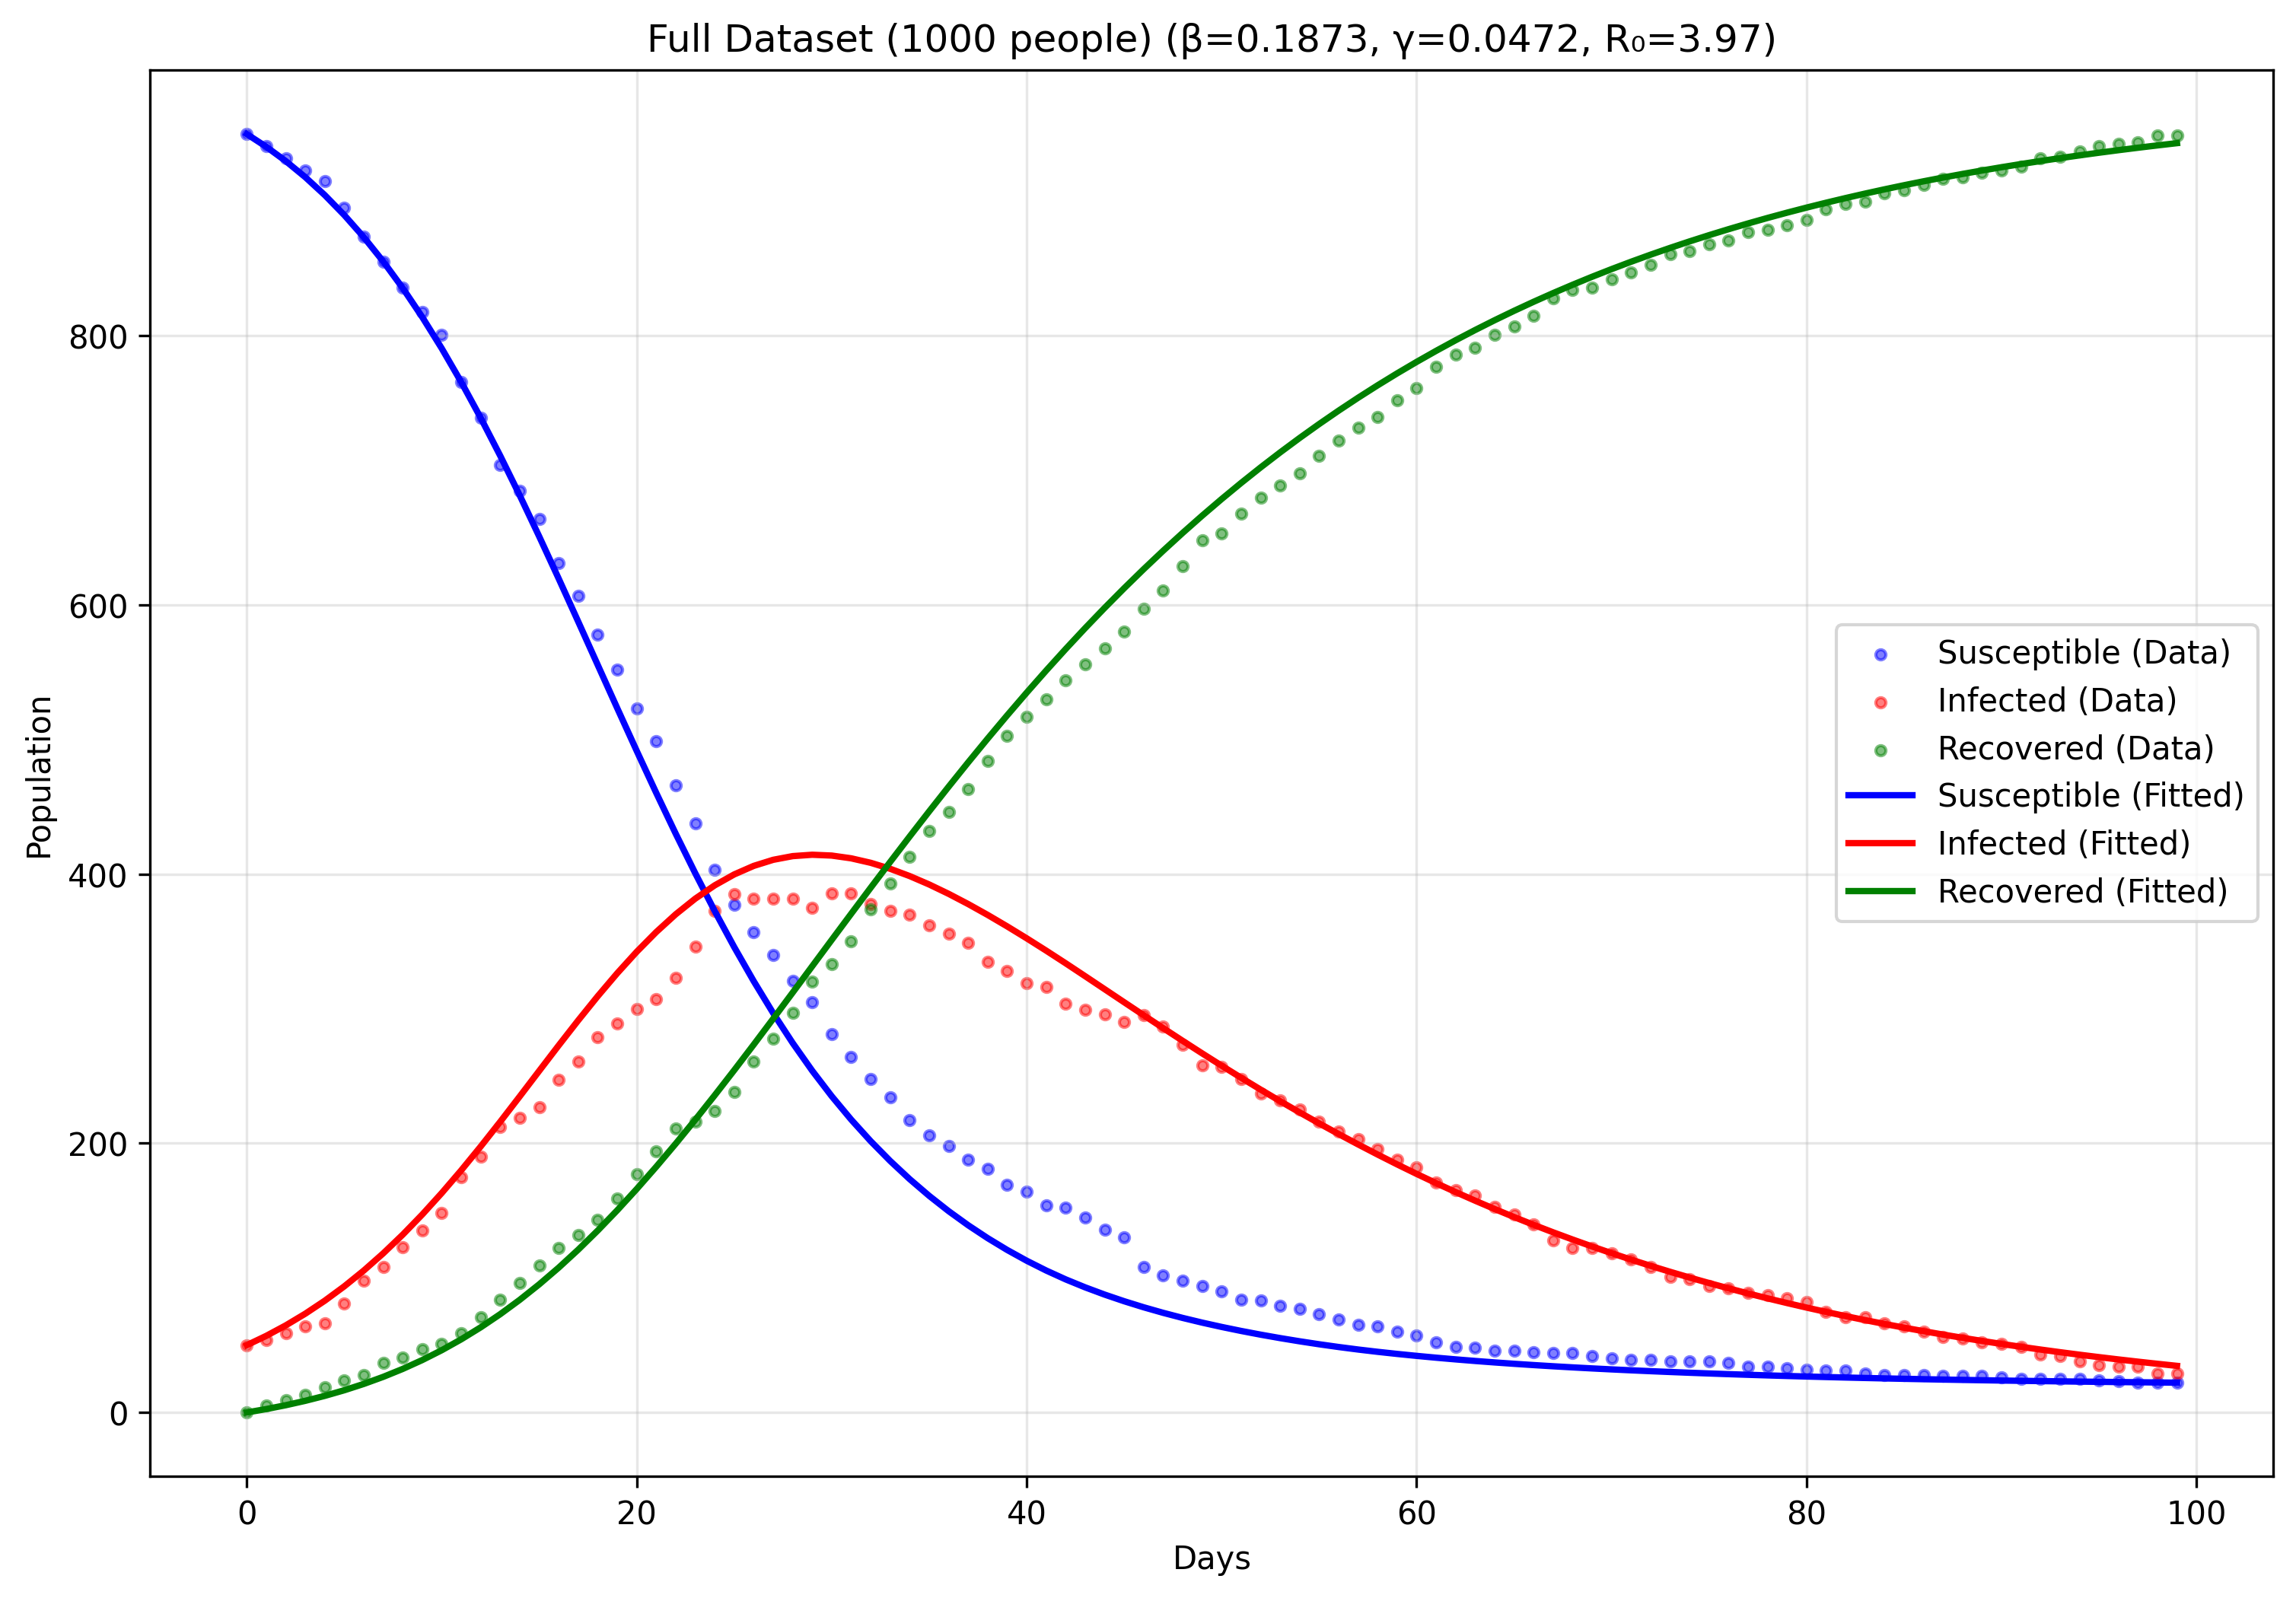 Full Dataset (1000 people) (β=0.1873, γ=0.0472, R₀=3.97)
Population
800
600
400
200
0
Susceptible (Data)
Infected (Data)
Recovered (Data)
Susceptible (Fitted)
Infected (Fitted)
Recovered (Fitted)
0 20 40 60 80 100
Days